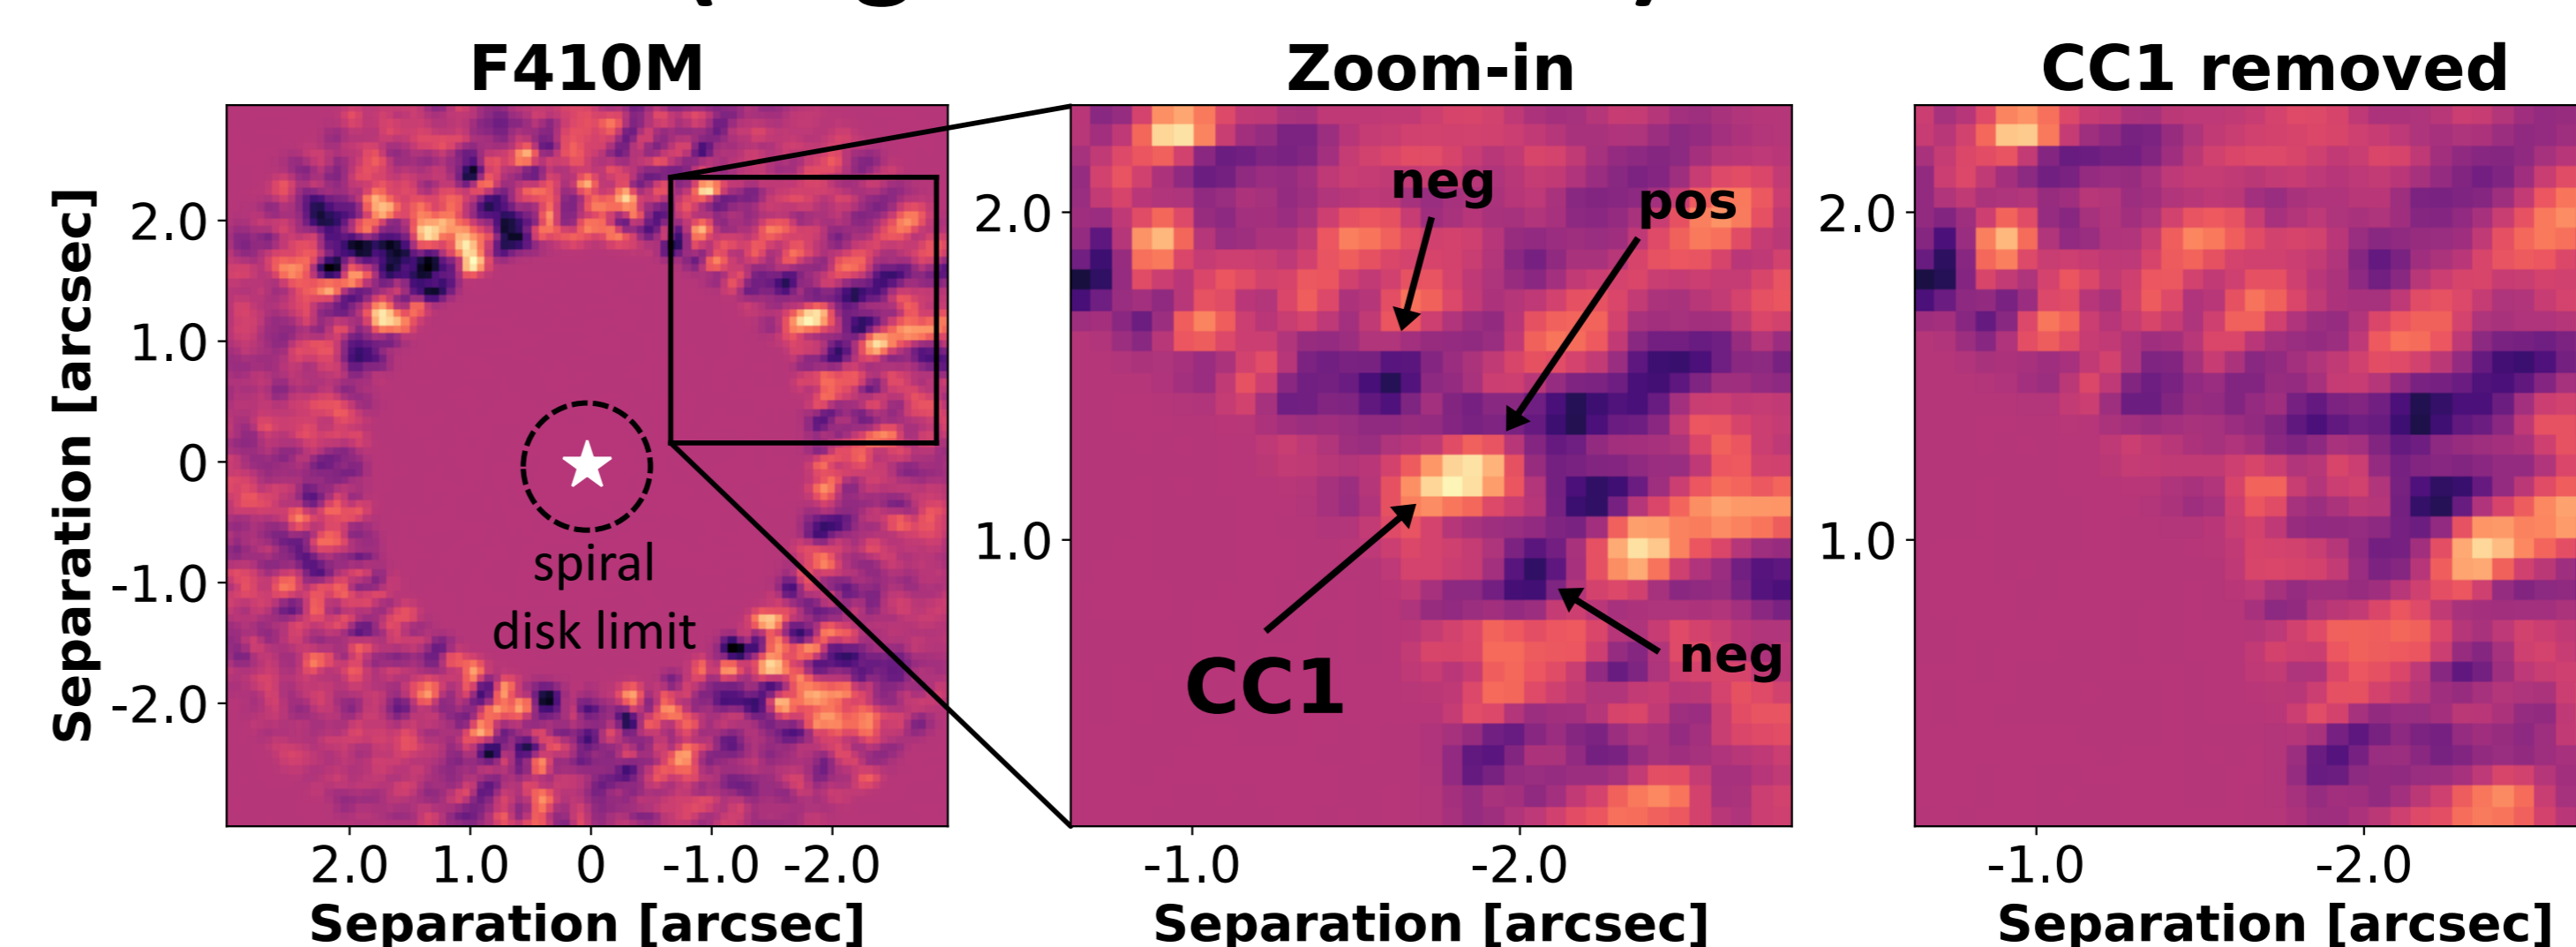 F410M
Zoom-in
CC1 removed
Separation [arcsec]
2.0
1.0
0
-1.0
-2.0
spiral
disk limit
2.0 1.0 0 -1.0 -2.0
Separation [arcsec]
2.0
1.0
neg
pos
CC1
neg
-1.0 -2.0
Separation [arcsec]
2.0
1.0
-1.0 -2.0
Separation [arcsec]